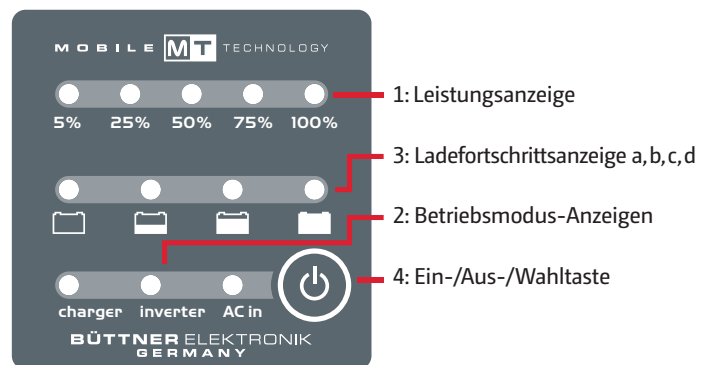 MOBILE MT TECHNOLOGY
5% 25% 50% 75% 100%
1: Leistungsanzeige
3: Ladefortschrittsanzeige a,b,c,d
2: Betriebsmodus-Anzeigen
4: Ein-/Aus-/Wahltaste
charger inverter AC in
BÜTTNER ELEKTRONIK
GERMANY